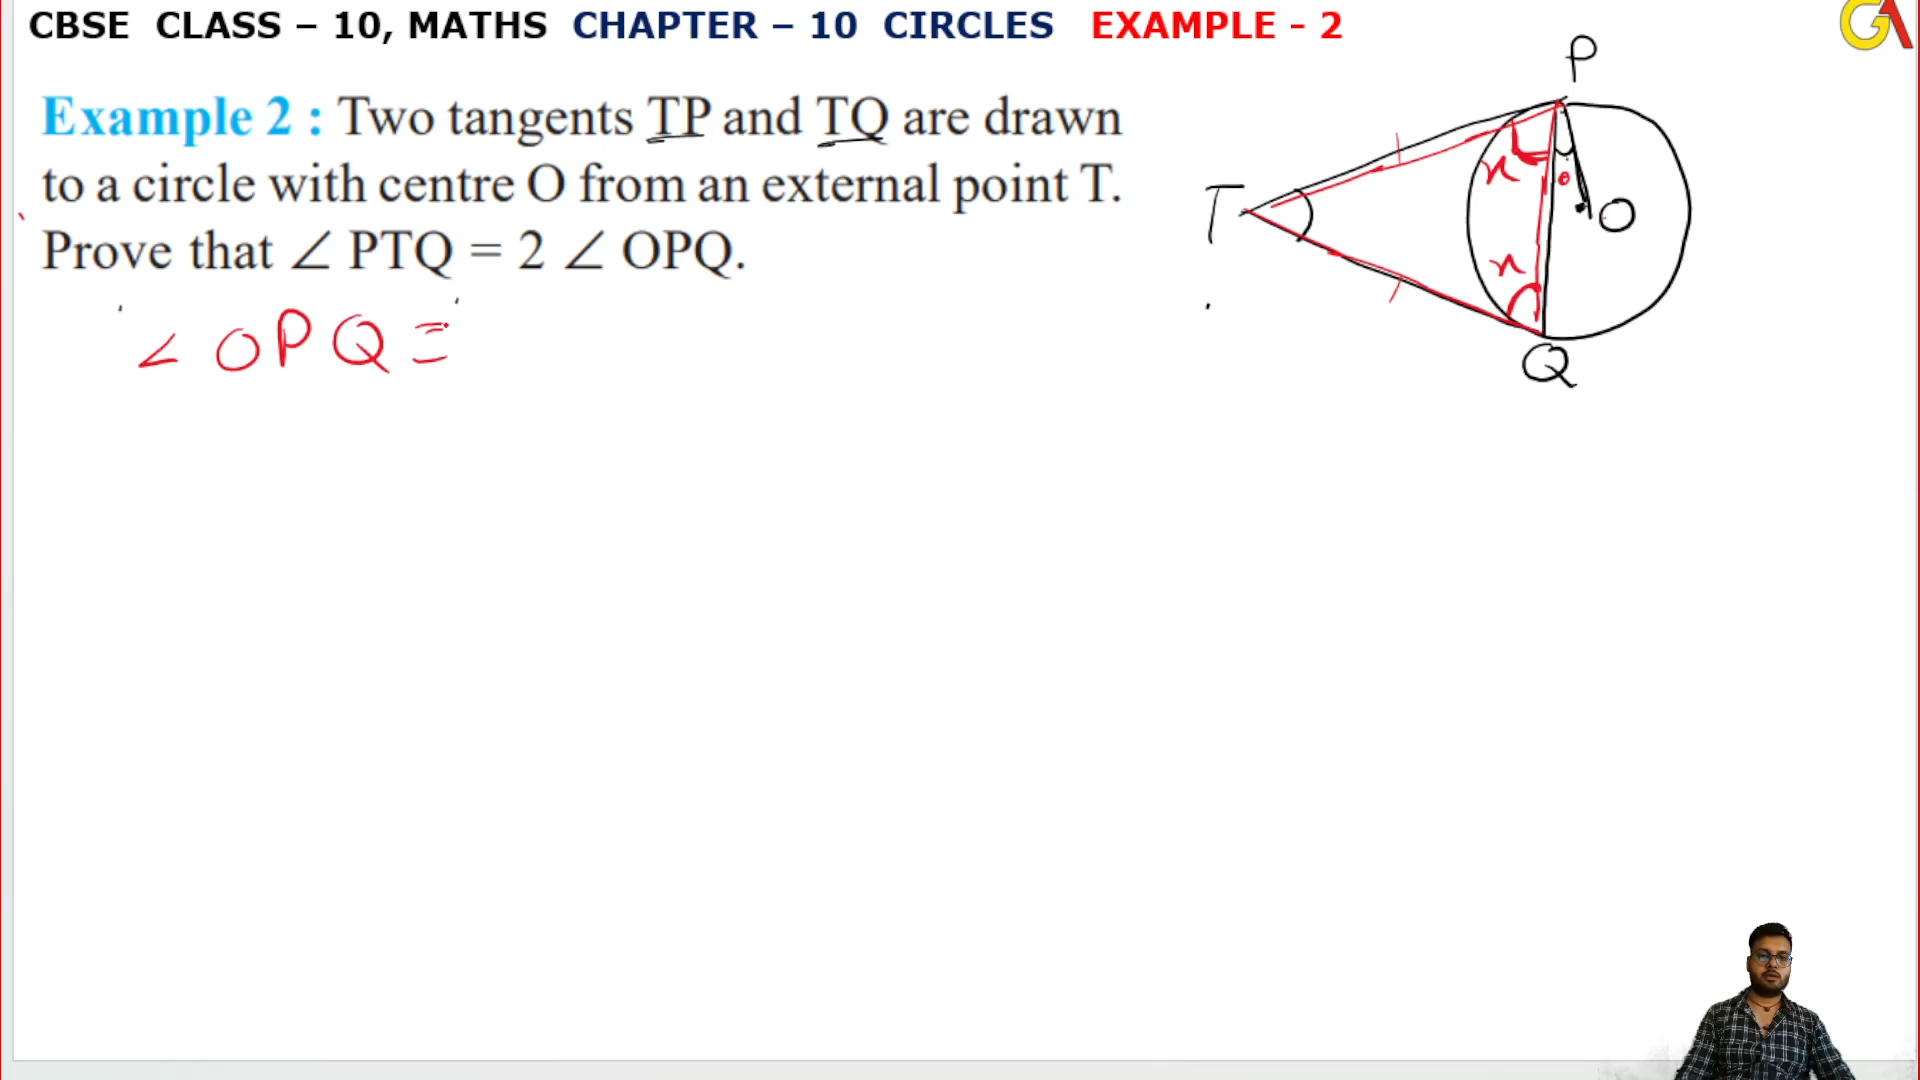 CBSE CLASS – 10, MATHS CHAPTER – 10 CIRCLES EXAMPLE - 2
GA
Example 2 : Two tangents TP and TQ are drawn
to a circle with centre O from an external point T.
Prove that ∠ PTQ = 2 ∠ OPQ.
∠ OPQ =
P
T
x
θ
O
x
Q